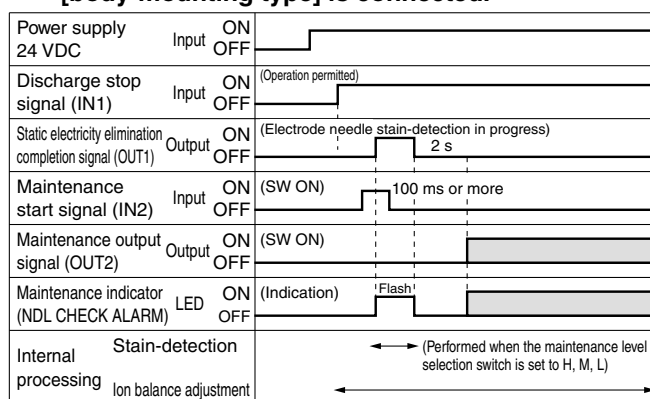 [body-mounting type] is connected.
Power supply
24 VDC
Input
ON
OFF
Discharge stop
signal (IN1)
Input
ON
OFF
(Operation permitted)
Static electricity elimination
completion signal (OUT1)
Output
ON
OFF
(Electrode needle stain-detection in progress)
2 s
Maintenance
start signal (IN2)
Input
ON
OFF
(SW ON)
100 ms or more
Maintenance output
signal (OUT2)
Output
ON
OFF
(SW ON)
Maintenance indicator
(NDL CHECK ALARM)
LED
ON
OFF
(Indication)
Flash
Internal
processing
Stain-detection
(Performed when the maintenance level
selection switch is set to H, M, L)
Ion balance adjustment